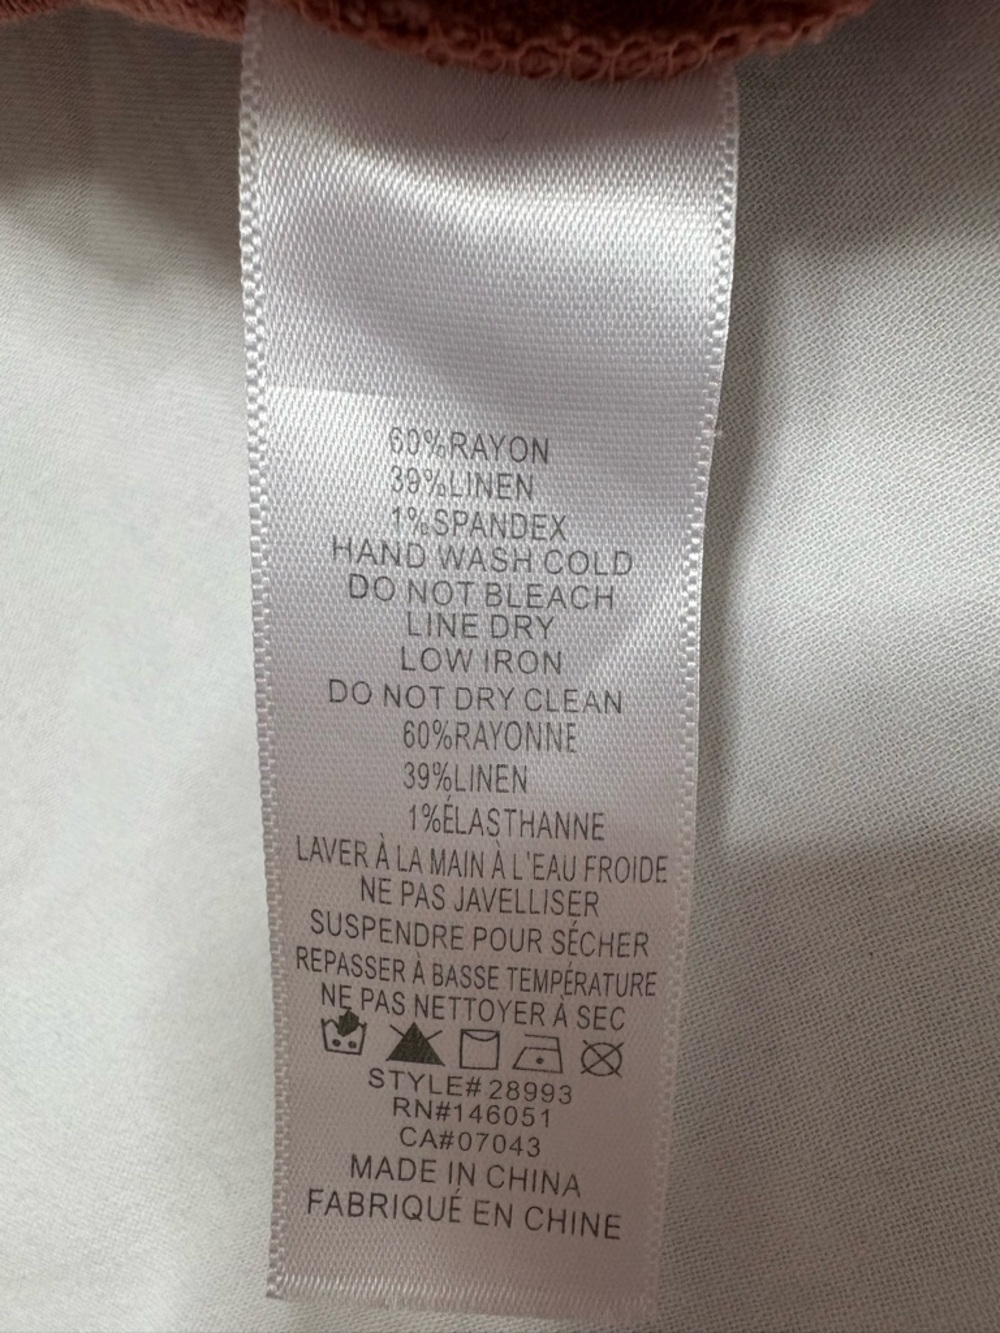 60%RAYON
39%LINEN
1%SPANDEX
HAND WASH COLD
DO NOT BLEACH
LINE DRY
LOW IRON
DO NOT DRY CLEAN
60%RAYONNE
39%LINEN
1%ÉLASTHANNE
LAVER À LA MAIN À L'EAU FROIDE
NE PAS JAVELLISER
SUSPENDRE POUR SÉCHER
REPASSER À BASSE TEMPÉRATURE
NE PAS NETTOYER À SEC
STYLE#28993
RN#146051
CA#07043
MADE IN CHINA
FABRIQUÉ EN CHINE